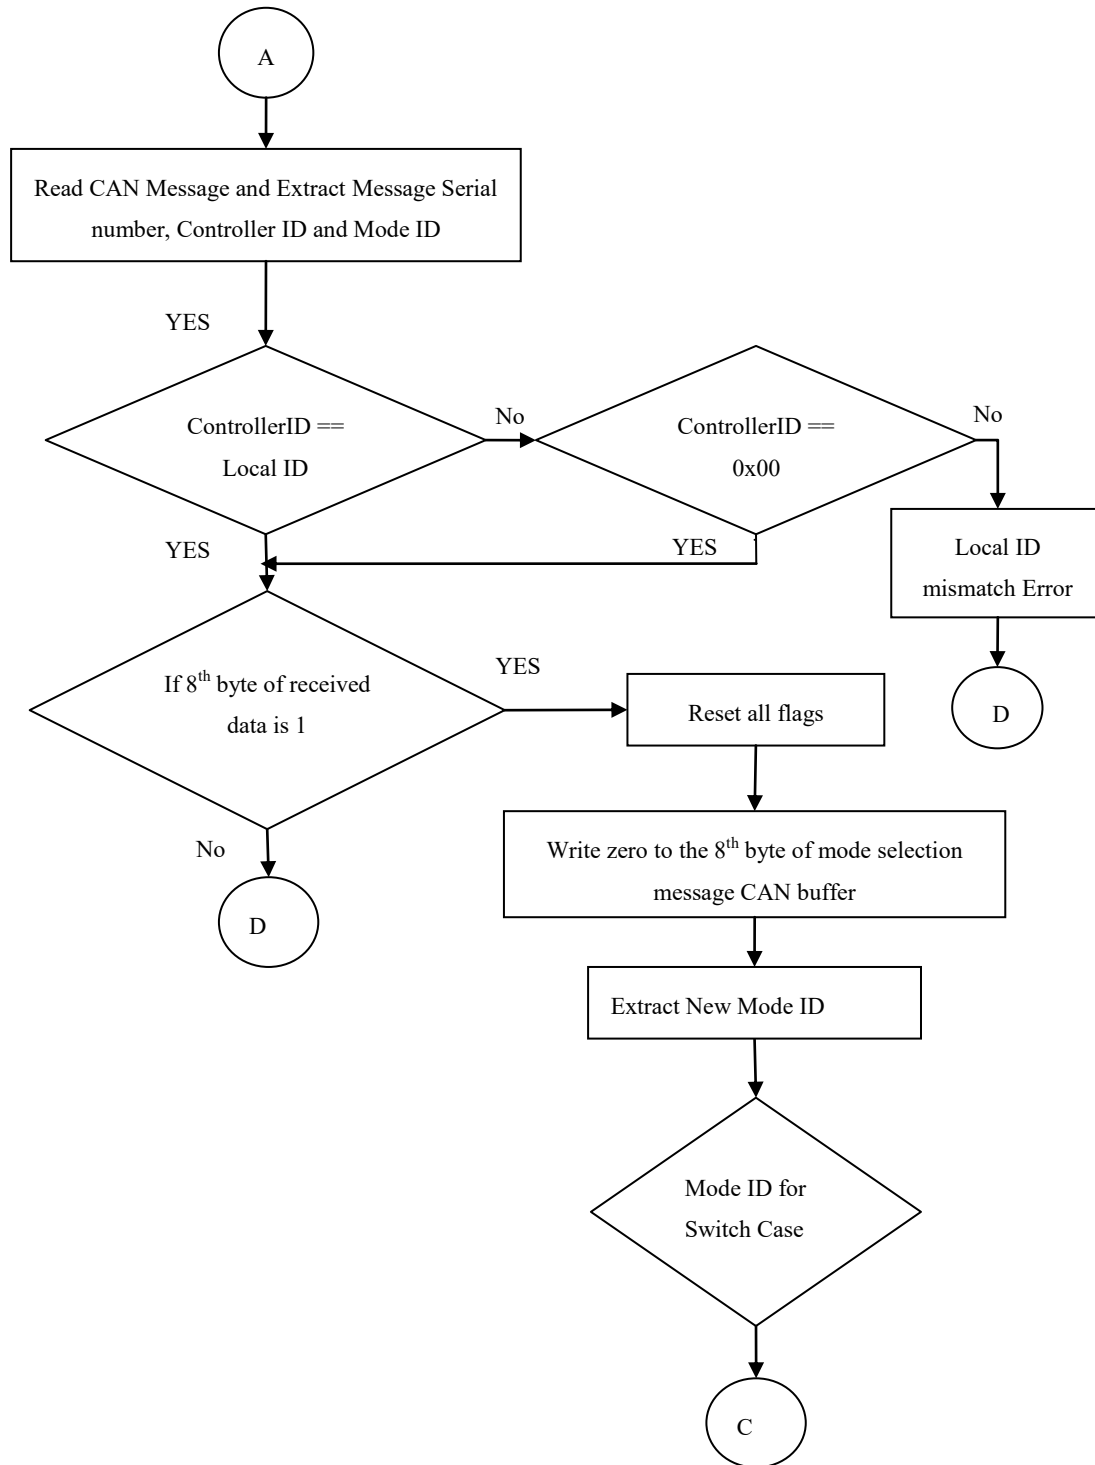 A
Read CAN Message and Extract Message Serial
number, Controller ID and Mode ID
YES
ControllerID ==
Local ID
No
ControllerID ==
0x00
No
YES
YES
Local ID
mismatch Error
D
If 8th byte of received
data is 1
YES
Reset all flags
No
D
Write zero to the 8th byte of mode selection
message CAN buffer
Extract New Mode ID
Mode ID for
Switch Case
C